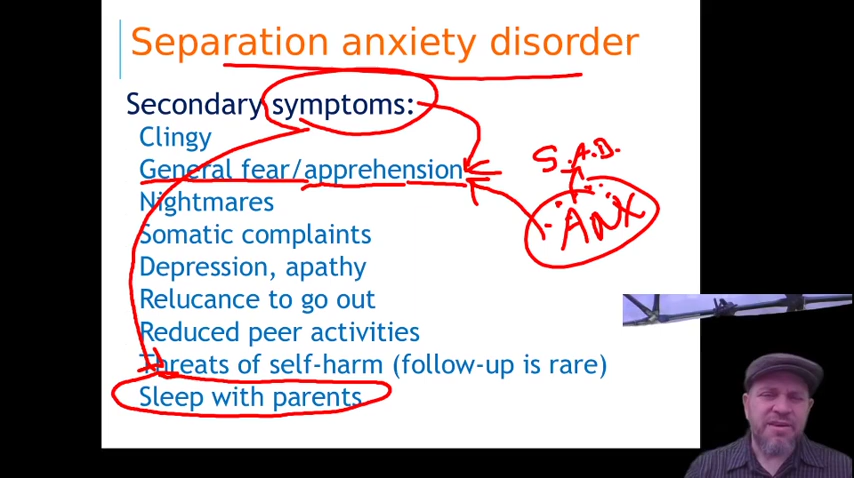 Separation anxiety disorder
Secondary symptoms:
Clingy
General fear/apprehension
S.A.D.
Nightmares
ANX
Somatic complaints
Depression, apathy
Relucance to go out
Reduced peer activities
Threats of self-harm (follow-up is rare)
Sleep with parents